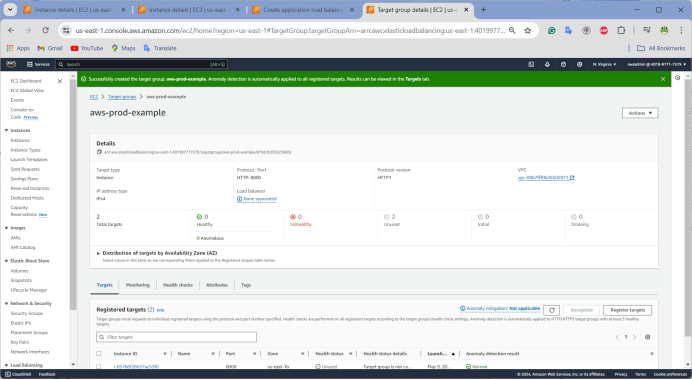 Instance details | EC2 | us-east-1
Instance details | EC2 | us-east-1
Create application load balanc
Target group details | EC2 | us-e
us-east-1.console.aws.amazon.com/ec2/home?region=us-east-1#TargetGroup:targetGroupArn=arn:aws:elasticloadbalancing:us-east-1:4019977...
Apps
Gmail
YouTube
Maps
Translate
All Bookmarks
aws
Services
Search
[Alt+S]
N. Virginia
Successfully created the target group: aws-prod-example. Anomaly detection is automatically applied to all registered targets. Results can be viewed in the Targets tab.
EC2 Dashboard
EC2 Global View
Events
Console-to-Code Preview
Instances
Instances
Instance Types
Launch Templates
Spot Requests
Savings Plans
Reserved Instances
Dedicated Hosts
Capacity Reservations New
Images
AMIs
AMI Catalog
Elastic Block Store
Volumes
Snapshots
Lifecycle Manager
Network & Security
Security Groups
Elastic IPs
Placement Groups
Key Pairs
Network Interfaces
Load Balancing
EC2 > Target groups > aws-prod-example
aws-prod-example
Actions
Details
Target type
Instance
Protocol : Port
HTTP: 8000
Protocol version
HTTP1
VPC
IP address type
IPv4
Load balancer
None associated
2
Total targets
0
Healthy
0 Anomalous
0
Unhealthy
2
Unused
0
Initial
0
Draining
Distribution of targets by Availability Zone (AZ)
Select values in this table to see corresponding filters applied to the Registered targets table below.
Targets
Monitoring
Health checks
Attributes
Tags
Registered targets (2) Info
Anomaly mitigation: Not applicable
Deregister
Register targets
Target groups route requests to individual registered targets using the protocol and port number specified. Health checks are performed on all registered targets according to the target group's health check settings. Anomaly detection is automatically applied to HTTP/HTTPS target groups with at least 3 healthy targets.
Filter targets
1
Instance ID
Name
Port
Zone
Health status
Health status details
Launch...
Anomaly detection result
8000
us-east-1b
Unused
Target group is not co...
May 9, 20...
Normal
CloudShell
Feedback
© 2024, Amazon Web Services, Inc. or its affiliates.
Privacy
Terms
Cookie preferences